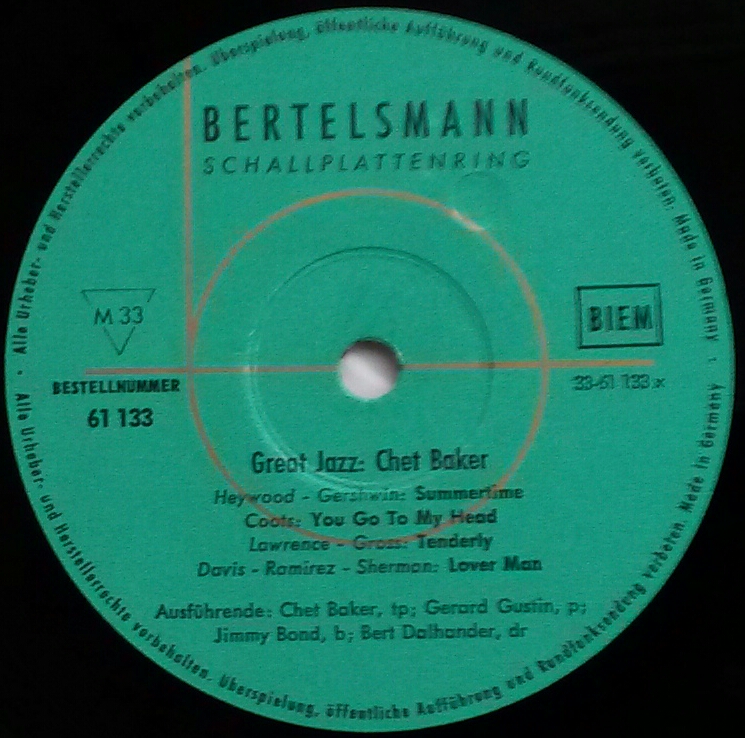 BERTELSMANN
SCHALLPLATTENRING
M 33
BIEM
BESTELLNUMMER
61 133
33-61 133 x
Great Jazz: Chet Baker
Heywood - Gershwin: Summertime
Coots: You Go To My Head
Lawrence - Gross: Tenderly
Davis - Ramirez - Sherman: Lover Man
Ausführende: Chet Baker, tp; Gerard Gustin, p;
Jimmy Bond, b; Bert Dalhander, dr
· Alle Urheber- und Herstellerrechte vorbehalten. Überspielung, öffentliche Aufführung und Rundfunksendung verboten. Made in Germany ·
Alle Urheber- und Herstellerrechte vorbehalten. Überspielung, öffentliche Aufführung und Rundfunksendung verboten. Made in Germany